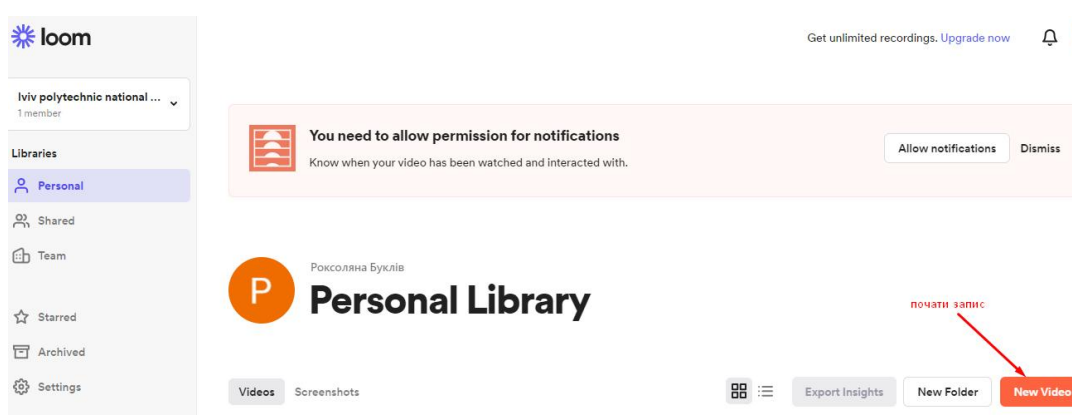 loom
Get unlimited recordings. Upgrade now
lviv polytechnic national ...
1 member
You need to allow permission for notifications
Know when your video has been watched and interacted with.
Allow notifications
Dismiss
Libraries
Personal
Shared
Team
Starred
Archived
Settings
Роксоляна Буклів
P
Personal Library
почати запис
Videos
Screenshots
Export Insights
New Folder
New Video